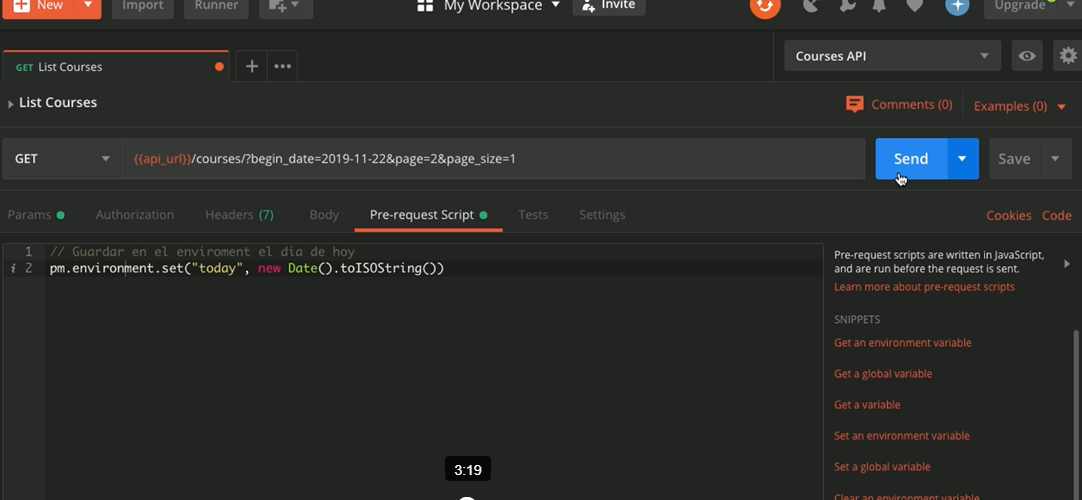 New Import Runner My Workspace Invite Upgrade
GET List Courses Courses API
List Courses Comments (0) Examples (0)
GET {{api_url}}/courses/?begin_date=2019-11-22&page=2&page_size=1 Send Save
Params Authorization Headers (7) Body Pre-request Script Tests Settings Cookies Code
1 // Guardar en el enviroment el dia de hoy
2 pm.environment.set("today", new Date().toISOString())
Pre-request scripts are written in JavaScript,
and are run before the request is sent.
Learn more about pre-request scripts
SNIPPETS
Get an environment variable
Get a global variable
Get a variable
Set an environment variable
Set a global variable
Clear an environment variable
3:19